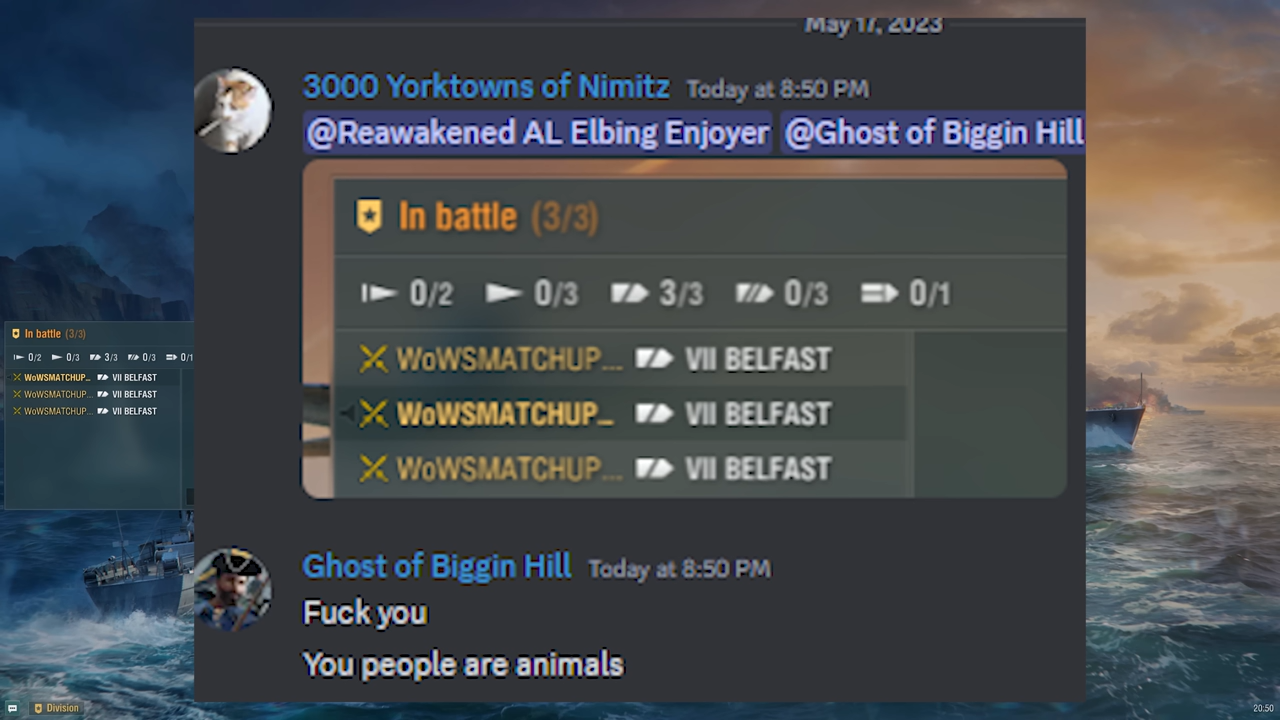 May 17, 2023
3000 Yorktowns of Nimitz Today at 8:50 PM
@Reawakened AL Elbing Enjoyer @Ghost of Biggin Hill
In battle (3/3)
0/2 0/3 3/3 0/3 0/1
WoWSMATCHUP... VII BELFAST
WoWSMATCHUP... VII BELFAST
WoWSMATCHUP... VII BELFAST
Ghost of Biggin Hill Today at 8:50 PM
Fuck you
You people are animals
In battle (3/3)
0/2 0/3 3/3 0/3 0/1
WoWSMATCHUP... VII BELFAST
WoWSMATCHUP... VII BELFAST
WoWSMATCHUP... VII BELFAST
Division
20:50